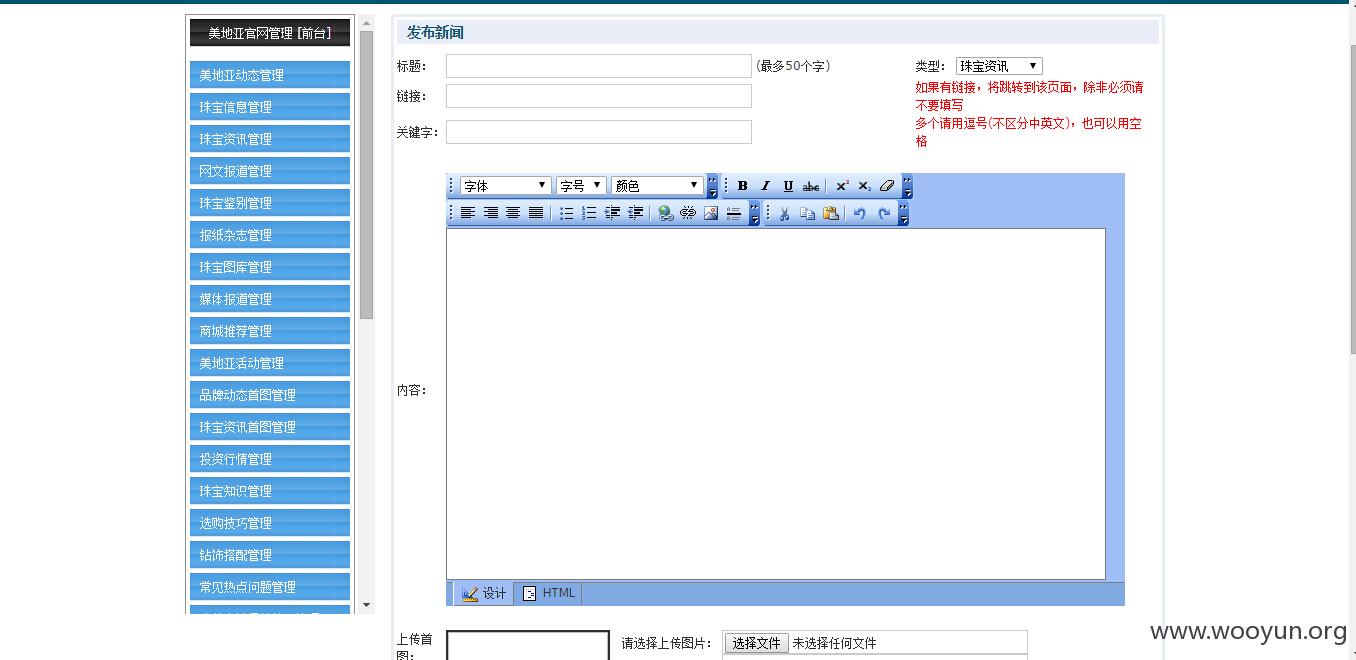 美地亚官网管理 [前台]
美地亚动态管理
珠宝信息管理
珠宝资讯管理
网文报道管理
珠宝鉴别管理
报纸杂志管理
珠宝图库管理
媒体报道管理
商城推荐管理
美地亚活动管理
品牌动态首图管理
珠宝资讯首图管理
投资行情管理
珠宝知识管理
选购技巧管理
钻饰搭配管理
常见热点问题管理
发布新闻
标题： (最多50个字) 类型： 珠宝资讯
链接： 如果有链接，将跳转到该页面，除非必须请
不要填写
关键字： 多个请用逗号(不区分中英文)，也可以用空
格
字体 字号 颜色 B I U abc x² x₂
内容：
设计 HTML
上传首
图： 请选择上传图片： 选择文件 未选择任何文件
www.wooyun.org